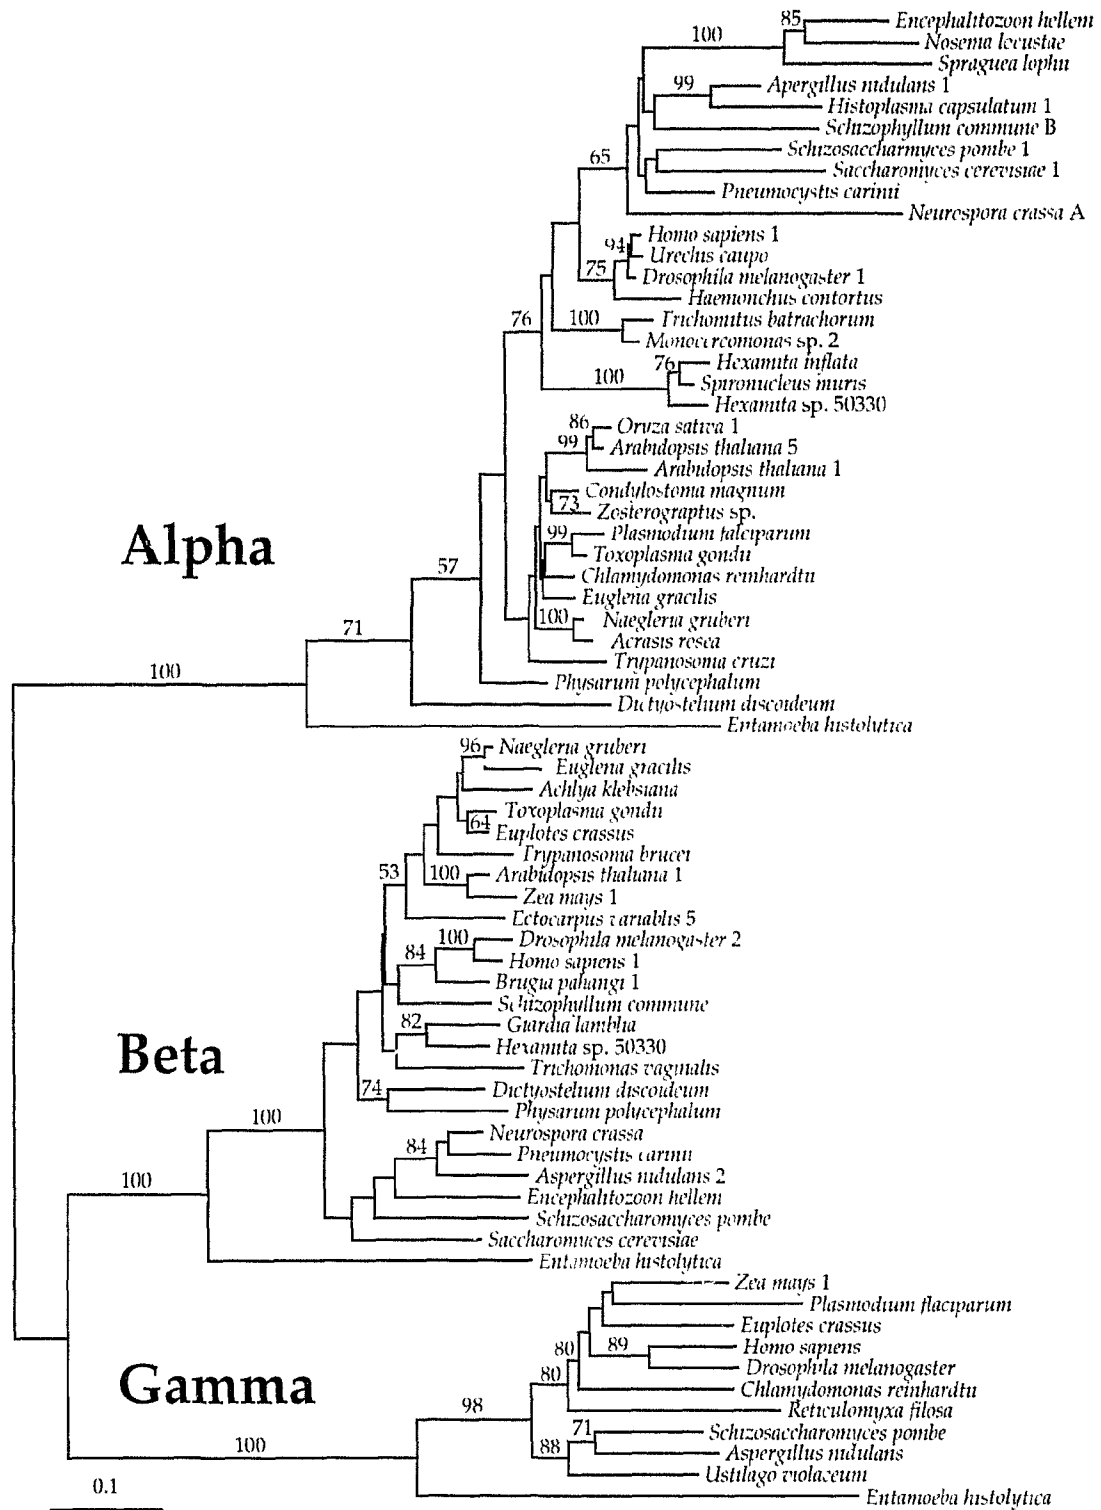 85 Encephalitozoon hellem
100 Nosema locustae
Spraguea lophii
99 Apergillus nidulans 1
Histoplasma capsulatum 1
Schizophyllum commune B
65 Schizosaccharmyces pombe 1
Saccharomyces cerevisiae 1
Pneumocystis carinii
Neurospora crassa A
94 Homo sapiens 1
Urechis caupo
75 Drosophila melanogaster 1
Haemonchus contortus
76 100 Trichomitus batrachorum
Monocercomonas sp. 2
76 Hexamita inflata
100 Spironucleus muris
Hexamita sp. 50330
86 Oryza sativa 1
99 Arabidopsis thaliana 5
Arabidopsis thaliana 1
Condylostoma magnum
73 Zosterograptus sp.
99 Plasmodium falciparum
Alpha
Toxoplasma gondii
57 Chlamydomonas reinhardtii
Euglena gracilis
100 Naegleria gruberi
71 Acrasis rosea
Trypanosoma cruzi
100 Physarum polycephalum
Dictyostelium discoideum
Entamoeba histolytica
96 Naegleria gruberi
Euglena gracilis
Achlya klebsiana
Toxoplasma gondii
64 Euplotes crassus
Trypanosoma brucei
53 100 Arabidopsis thaliana 1
Zea mays 1
Ectocarpus variablis 5
100 Drosophila melanogaster 2
84 Homo sapiens 1
Brugia pahangi 1
Schizophyllum commune
82 Giardia lamblia
Hexamita sp. 50330
Beta
Trichomonas vaginalis
74 Dictyostelium discoideum
Physarum polycephalum
100 Neurospora crassa
84 Pneumocystis carinii
Aspergillus nidulans 2
100 Encephalitozoon hellem
Schizosaccharomyces pombe
Saccharomyces cerevisiae
Entamoeba histolytica
Zea mays 1
Plasmodium flaciparum
Euplotes crassus
80 89 Homo sapiens
80 Drosophila melanogaster
Gamma
Chlamydomonas reinhardtii
98 Reticulomyxa filosa
71 Schizosaccharomyces pombe
100 88 Aspergillus nidulans
Ustilago violaceum
0.1 Entamoeba histolytica